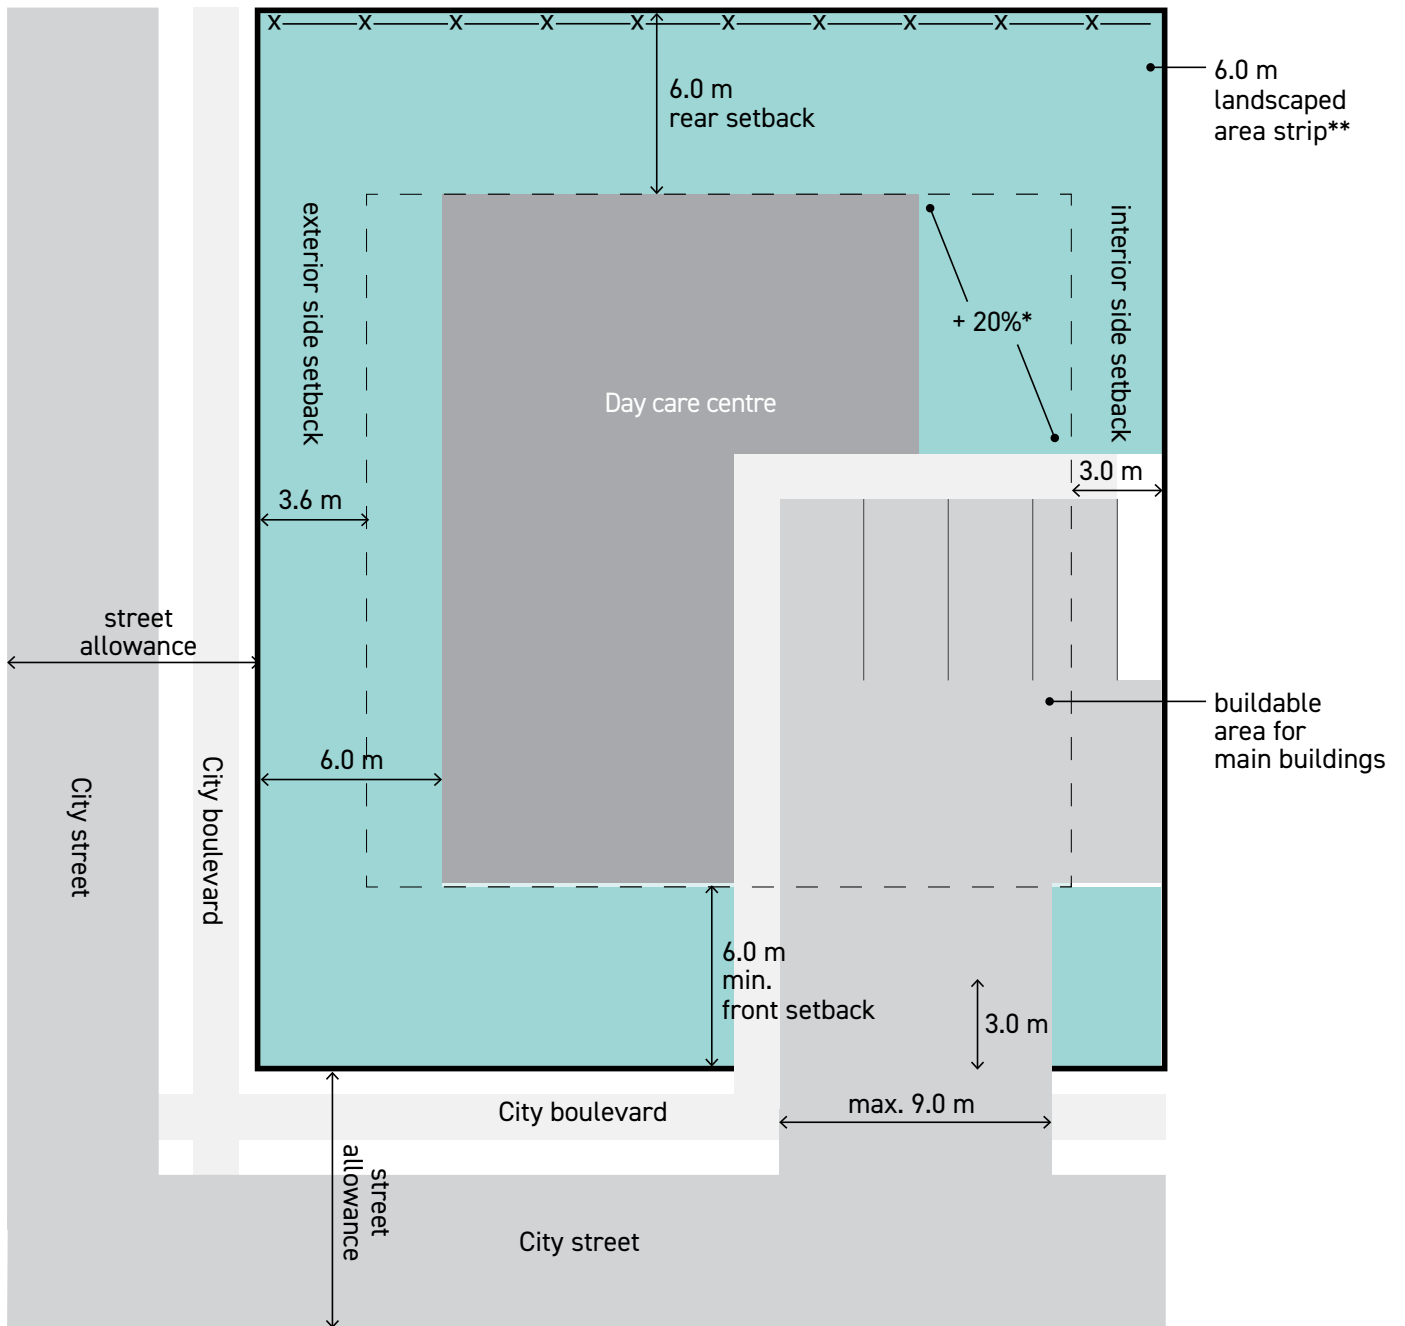 X X X X X X X X X X
6.0 m
rear setback
6.0 m
landscaped
area strip**
exterior side setback
interior side setback
+ 20%*
Day care centre
3.0 m
3.6 m
street
allowance
buildable
area for
main buildings
6.0 m
City street
City boulevard
6.0 m
min.
front setback
3.0 m
max. 9.0 m
City boulevard
street
allowance
City street